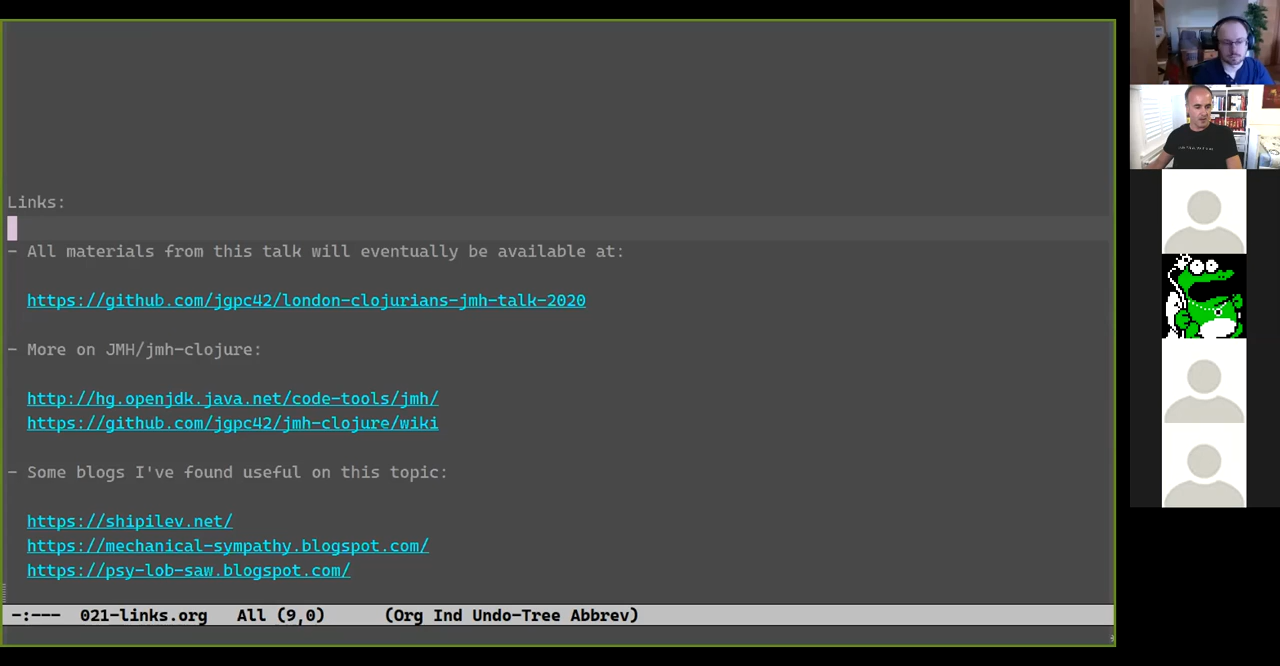 Links:
- All materials from this talk will eventually be available at:
https://github.com/jgpc42/london-clojurians-jmh-talk-2020
- More on JMH/jmh-clojure:
http://hg.openjdk.java.net/code-tools/jmh/
https://github.com/jgpc42/jmh-clojure/wiki
- Some blogs I've found useful on this topic:
https://shipilev.net/
https://mechanical-sympathy.blogspot.com/
https://psy-lob-saw.blogspot.com/
-:--- 021-links.org All (9,0) (Org Ind Undo-Tree Abbrev)